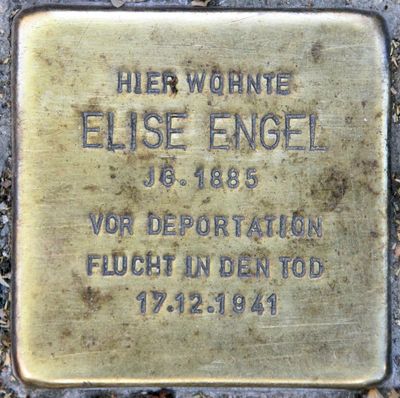 HIER WOHNTE
ELISE ENGEL
JG. 1885
VOR DEPORTATION
FLUCHT IN DEN TOD
17.12.1941